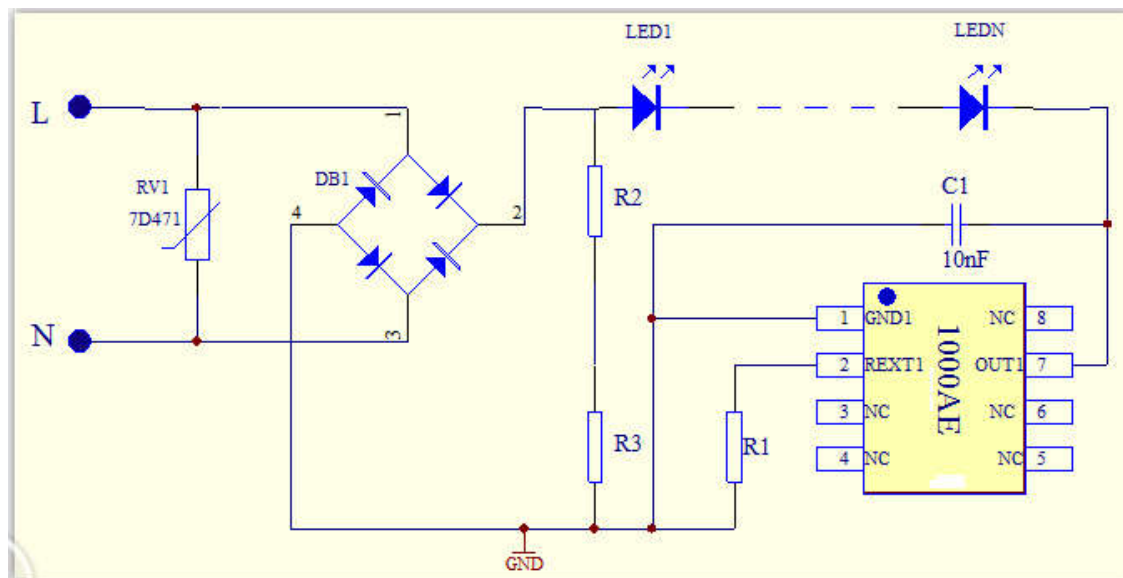 LED1
LEDN
L
1
RV1
7D471
DB1
4
2
R2
C1
10nF
N
3
1 GND1 NC 8
2 REXT1 OUT1 7
3 NC NC 6
4 NC NC 5
1000AE
R3
R1
GND